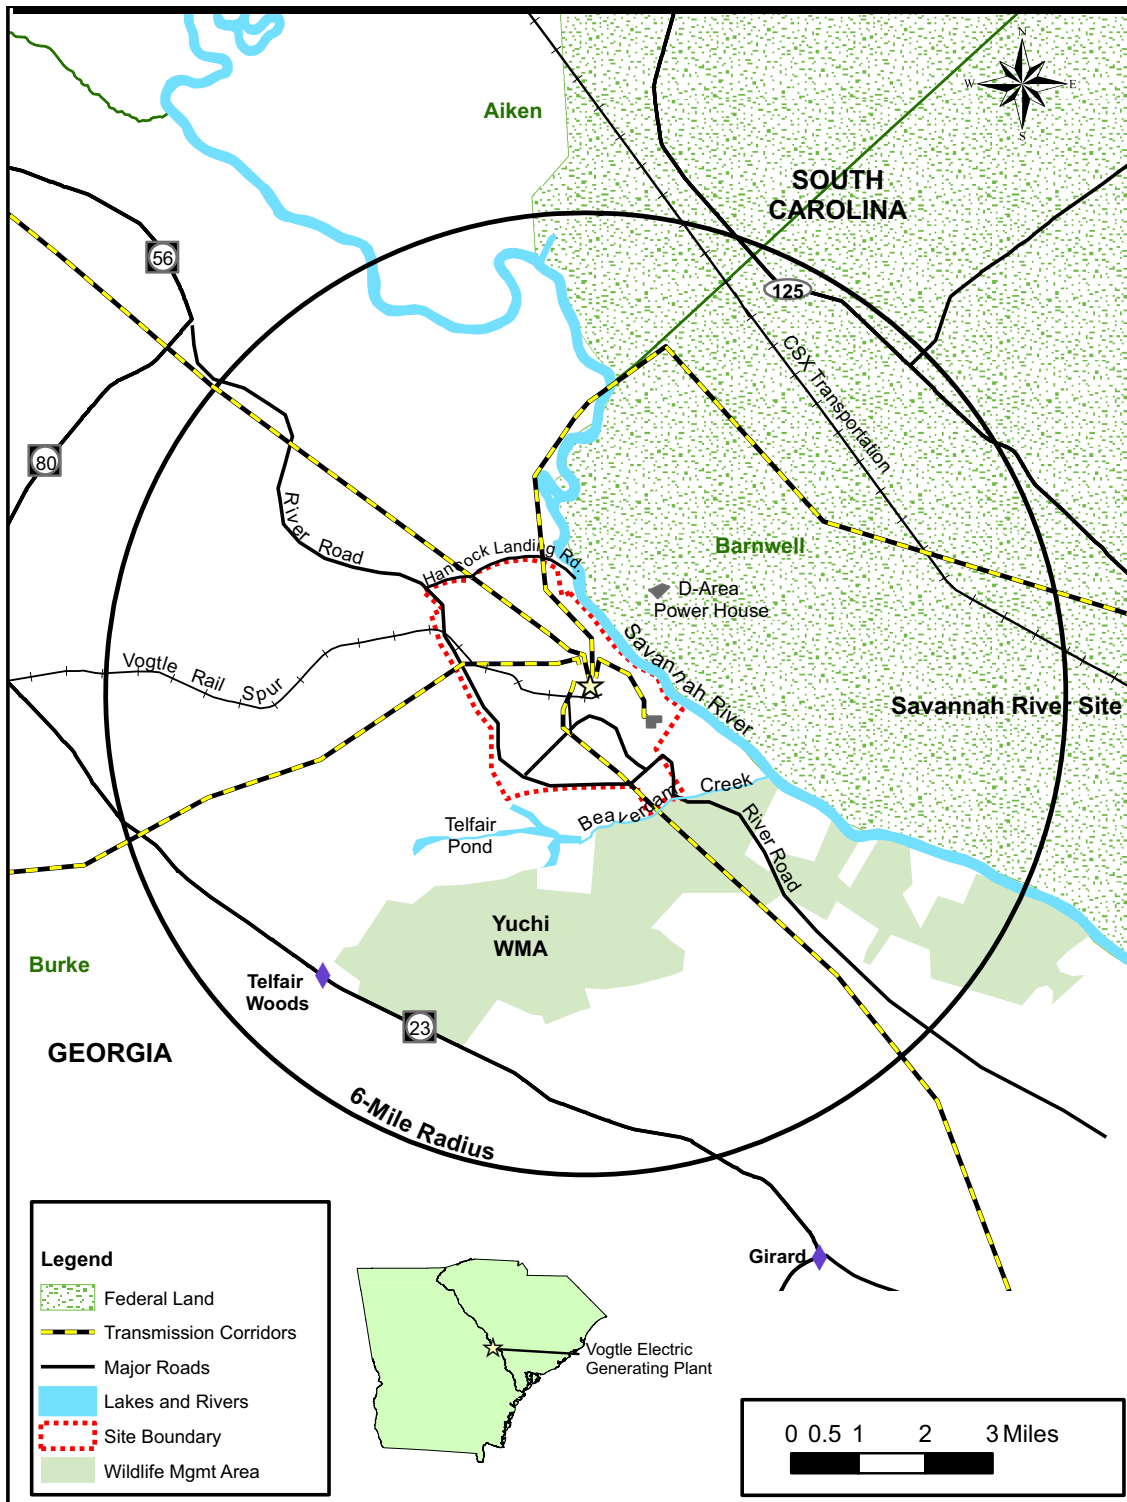 N
W
E
S
Aiken
SOUTH
CAROLINA
56
125
CSX Transportation
80
River Road
Hancock Landing Rd.
Barnwell
D-Area
Power House
Savannah River
Vogtle Rail Spur
Savannah River Site
Creek
Beaverdam
Telfair
Pond
River Road
Yuchi
WMA
Burke
Telfair
Woods
23
GEORGIA
6-Mile Radius
Girard
Legend
Federal Land
Transmission Corridors
Major Roads
Lakes and Rivers
Site Boundary
Wildlife Mgmt Area
Vogtle Electric
Generating Plant
0 0.5 1 2 3 Miles